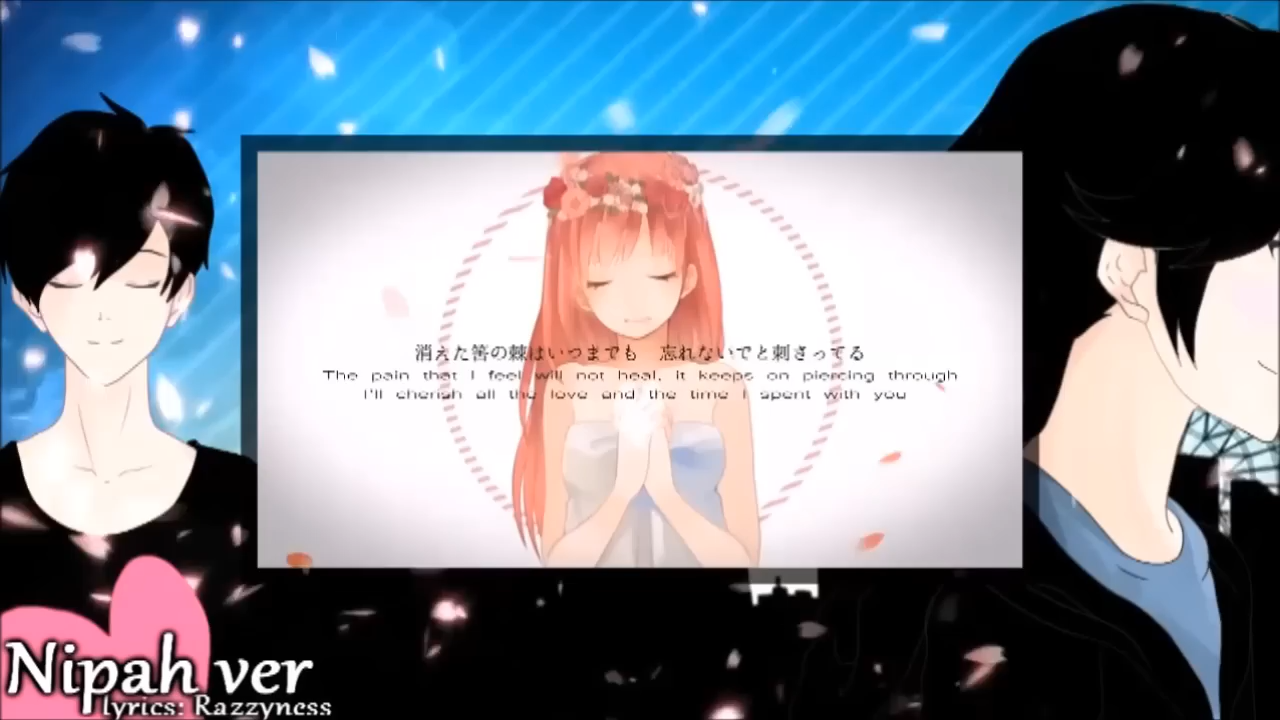 消えた筈の棘はいつまでも　忘れないでと刺さってる
The pain that I feel will not heal, it keeps on piercing through
I'll cherish all the love and the time I spent with you
Nipah ver
lyrics: Razzyness